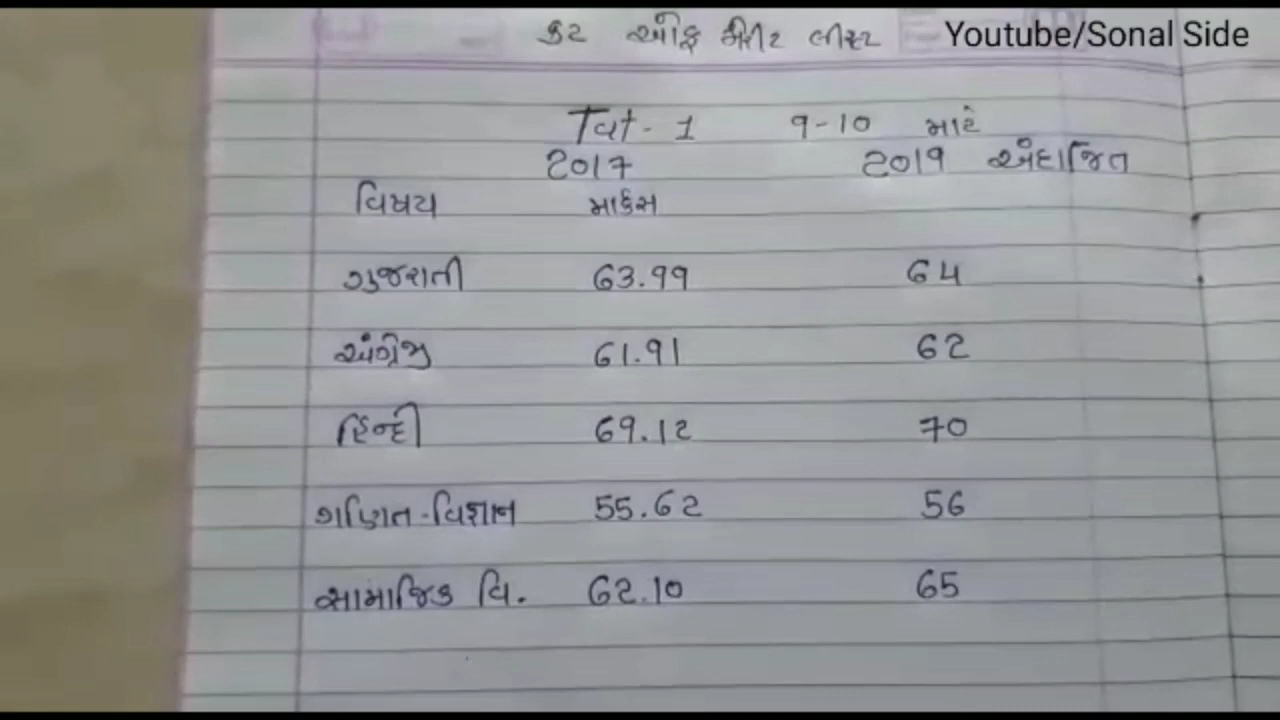 કટ ઓફ મેરીટ લીસ્ટ Youtube/Sonal Side
Tat-1 9-10 માટે
2017 2019 અંદાજિત
વિષય માર્કસ
ગુજરાતી 63.99 64
અંગ્રેજી 61.91 62
હિન્દી 69.12 70
ગણિત-વિજ્ઞાન 55.62 56
સામાજિક વિ. 62.10 65